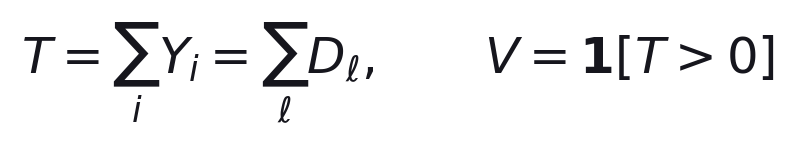 T = ∑_i Y_i = ∑_ℓ D_ℓ,  V = 𝟏[T > 0]